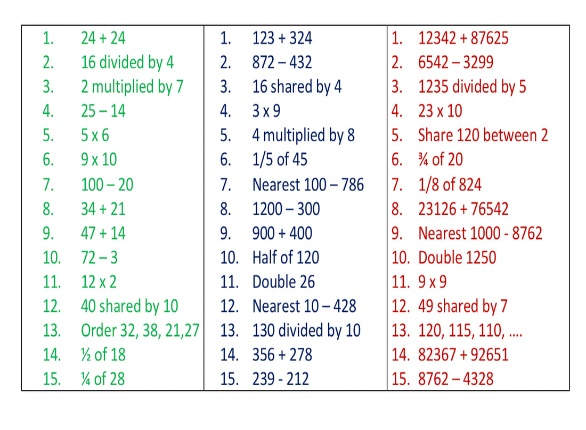 1. 24 + 24
2. 16 divided by 4
3. 2 multiplied by 7
4. 25 – 14
5. 5 x 6
6. 9 x 10
7. 100 – 20
8. 34 + 21
9. 47 + 14
10. 72 – 3
11. 12 x 2
12. 40 shared by 10
13. Order 32, 38, 21,27
14. ½ of 18
15. ¼ of 28
1. 123 + 324
2. 872 – 432
3. 16 shared by 4
4. 3 x 9
5. 4 multiplied by 8
6. 1/5 of 45
7. Nearest 100 – 786
8. 1200 – 300
9. 900 + 400
10. Half of 120
11. Double 26
12. Nearest 10 – 428
13. 130 divided by 10
14. 356 + 278
15. 239 - 212
1. 12342 + 87625
2. 6542 – 3299
3. 1235 divided by 5
4. 23 x 10
5. Share 120 between 2
6. ¾ of 20
7. 1/8 of 824
8. 23126 + 76542
9. Nearest 1000 - 8762
10. Double 1250
11. 9 x 9
12. 49 shared by 7
13. 120, 115, 110, ....
14. 82367 + 92651
15. 8762 – 4328